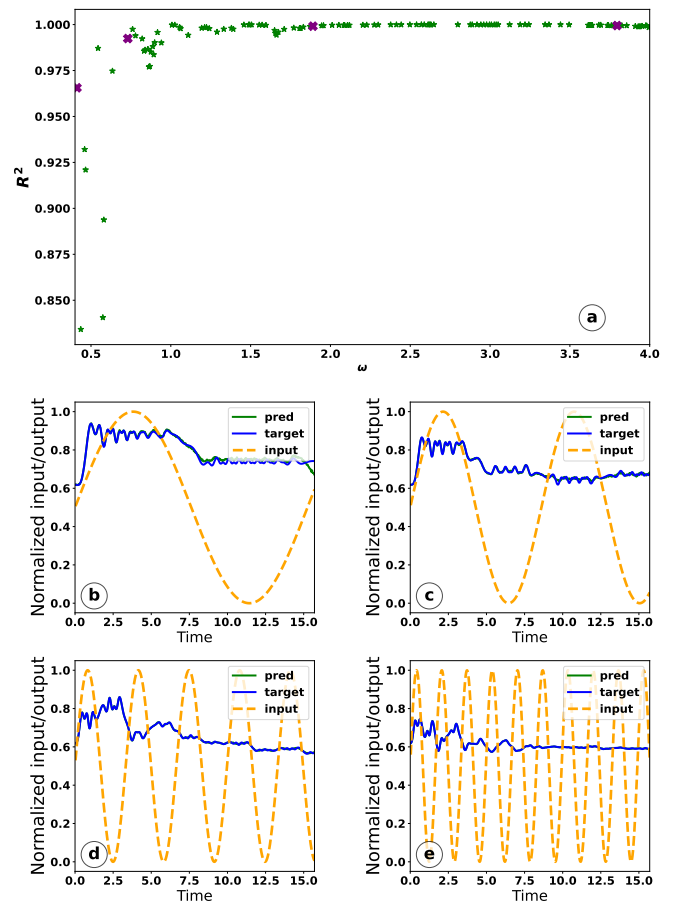 1.000
0.975
0.950
0.925
0.900
0.875
0.850
R²
a
0.5 1.0 1.5 2.0 2.5 3.0 3.5 4.0
ω
Normalized input/output
1.0
0.8
0.6
0.4
0.2
0.0
pred
target
input
b
0.0 2.5 5.0 7.5 10.0 12.5 15.0
Time
Normalized input/output
1.0
0.8
0.6
0.4
0.2
0.0
pred
target
input
c
0.0 2.5 5.0 7.5 10.0 12.5 15.0
Time
Normalized input/output
1.0
0.8
0.6
0.4
0.2
0.0
pred
target
input
d
0.0 2.5 5.0 7.5 10.0 12.5 15.0
Time
Normalized input/output
1.0
0.8
0.6
0.4
0.2
0.0
pred
target
input
e
0.0 2.5 5.0 7.5 10.0 12.5 15.0
Time